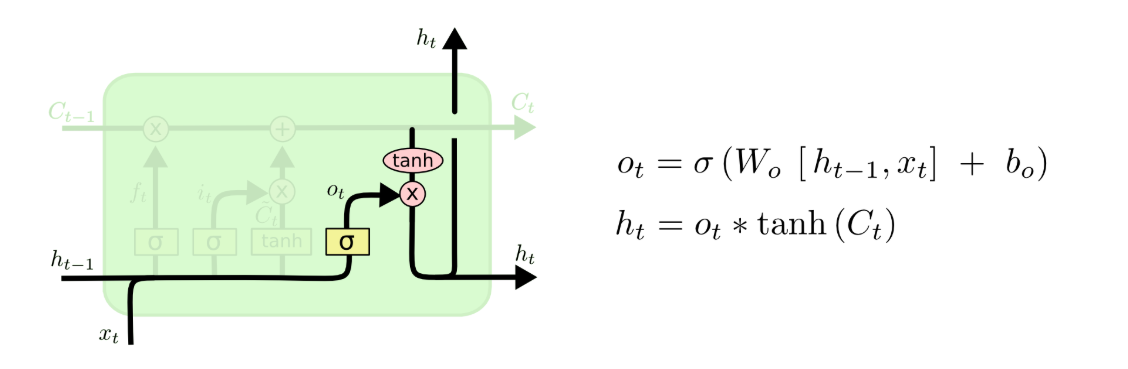 h_t
C_{t-1}
x
+
C_t
tanh
f_t
i_t
o_t
x
x
C̃_t
σ
σ
tanh
σ
h_{t-1}
h_t
x_t
o_t = σ (W_o [ h_{t-1}, x_t ] + b_o)
h_t = o_t * tanh (C_t)